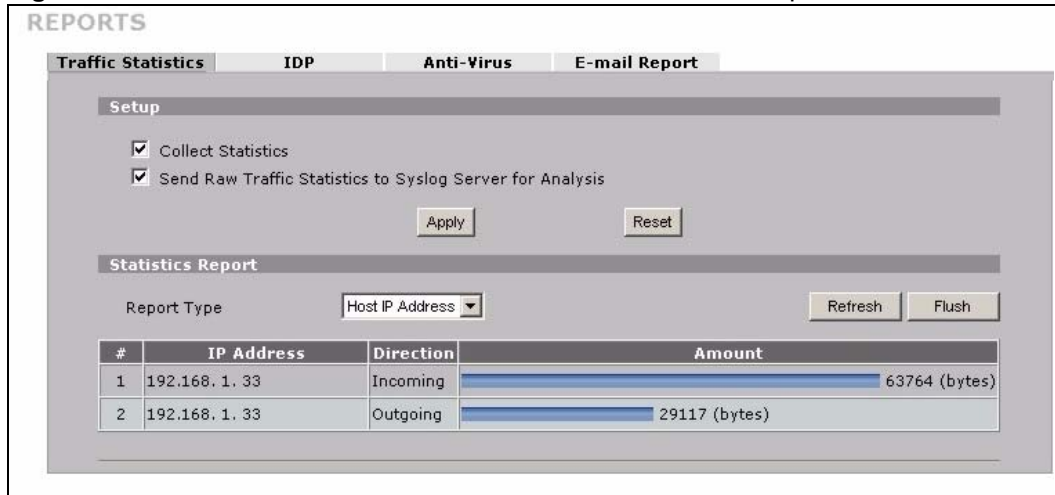 REPORTS
Traffic Statistics IDP Anti-Virus E-mail Report
Setup
Collect Statistics
Send Raw Traffic Statistics to Syslog Server for Analysis
Apply Reset
Statistics Report
Report Type Host IP Address Refresh Flush
# IP Address Direction Amount
1 192.168. 1. 33 Incoming 63764 (bytes)
2 192.168. 1. 33 Outgoing 29117 (bytes)